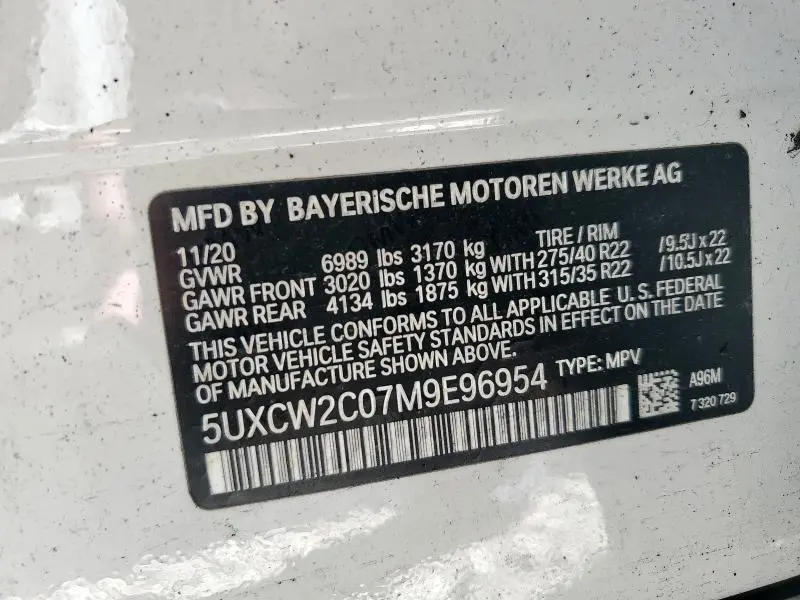 MFD BY BAYERISCHE MOTOREN WERKE AG
11/20 TIRE / RIM
GVWR 6989 lbs 3170 kg
GAWR FRONT 3020 lbs 1370 kg WITH 275/40 R22 /9.5J x 22
GAWR REAR 4134 lbs 1875 kg WITH 315/35 R22 /10.5J x 22
THIS VEHICLE CONFORMS TO ALL APPLICABLE U.S. FEDERAL
MOTOR VEHICLE SAFETY STANDARDS IN EFFECT ON THE DATE
OF MANUFACTURE SHOWN ABOVE.
5UXCW2C07M9E96954 TYPE: MPV
A96M
7 320 729